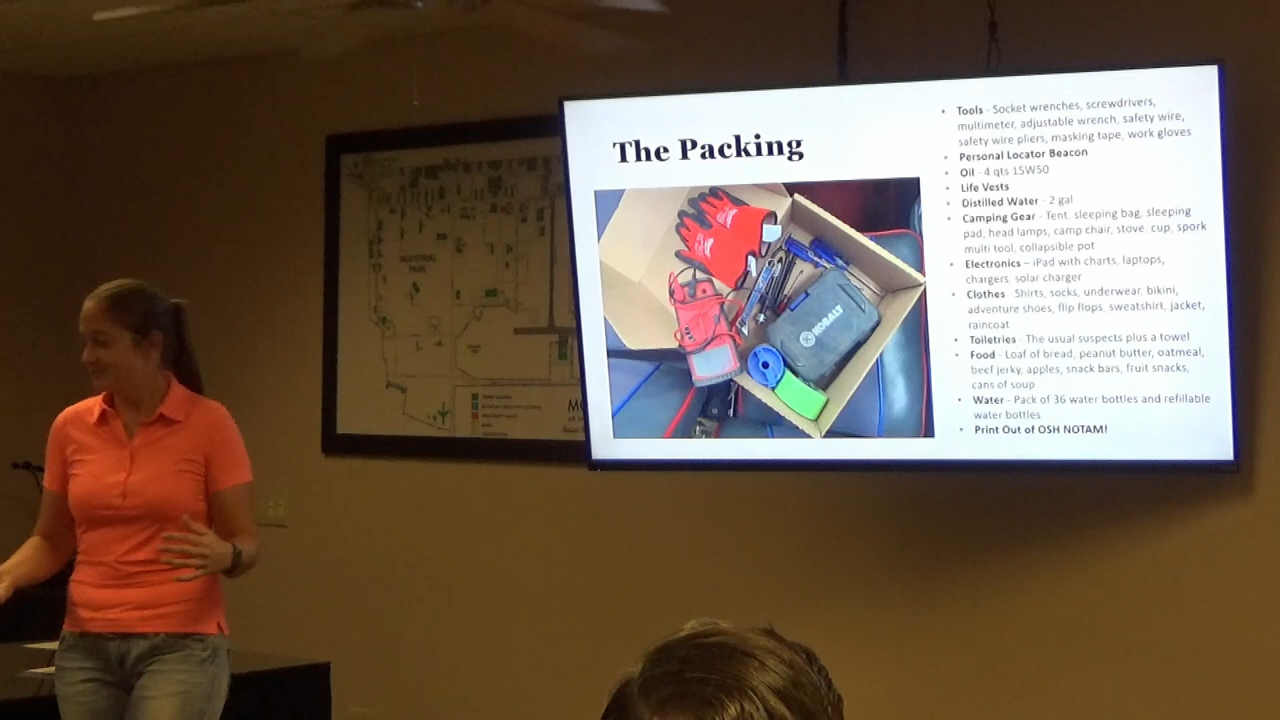 The Packing
• Tools - Socket wrenches, screwdrivers,
multimeter, adjustable wrench, safety wire,
safety wire pliers, masking tape, work gloves
• Personal Locator Beacon
• Oil - 4 qts 15W50
• Life Vests
• Distilled Water - 2 gal
• Camping Gear - Tent, sleeping bag, sleeping
pad, head lamps, camp chair, stove, cup, spork
multi tool, collapsible pot
• Electronics – iPad with charts, laptops,
chargers, solar charger
• Clothes - Shirts, socks, underwear, bikini,
adventure shoes, flip flops, sweatshirt, jacket,
raincoat
• Toiletries - The usual suspects plus a towel
• Food - Loaf of bread, peanut butter, oatmeal,
beef jerky, apples, snack bars, fruit snacks,
cans of soup
• Water - Pack of 36 water bottles and refillable
water bottles
• Print Out of OSH NOTAM!
KOBALT
INDUSTRIAL
PARK